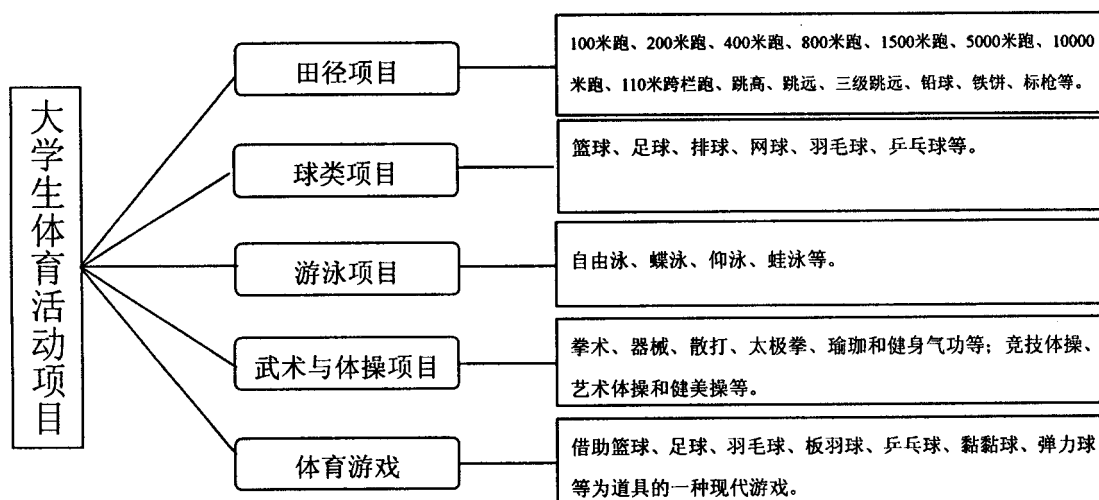 大学生体育活动项目
田径项目
100米跑、200米跑、400米跑、800米跑、1500米跑、5000米跑、10000
米跑、110米跨栏跑、跳高、跳远、三级跳远、铅球、铁饼、标枪等。
球类项目
篮球、足球、排球、网球、羽毛球、乒乓球等。
游泳项目
自由泳、蝶泳、仰泳、蛙泳等。
武术与体操项目
拳术、器械、散打、太极拳、瑜珈和健身气功等；竞技体操、
艺术体操和健美操等。
体育游戏
借助篮球、足球、羽毛球、板羽球、乒乓球、黏黏球、弹力球
等为道具的一种现代游戏。